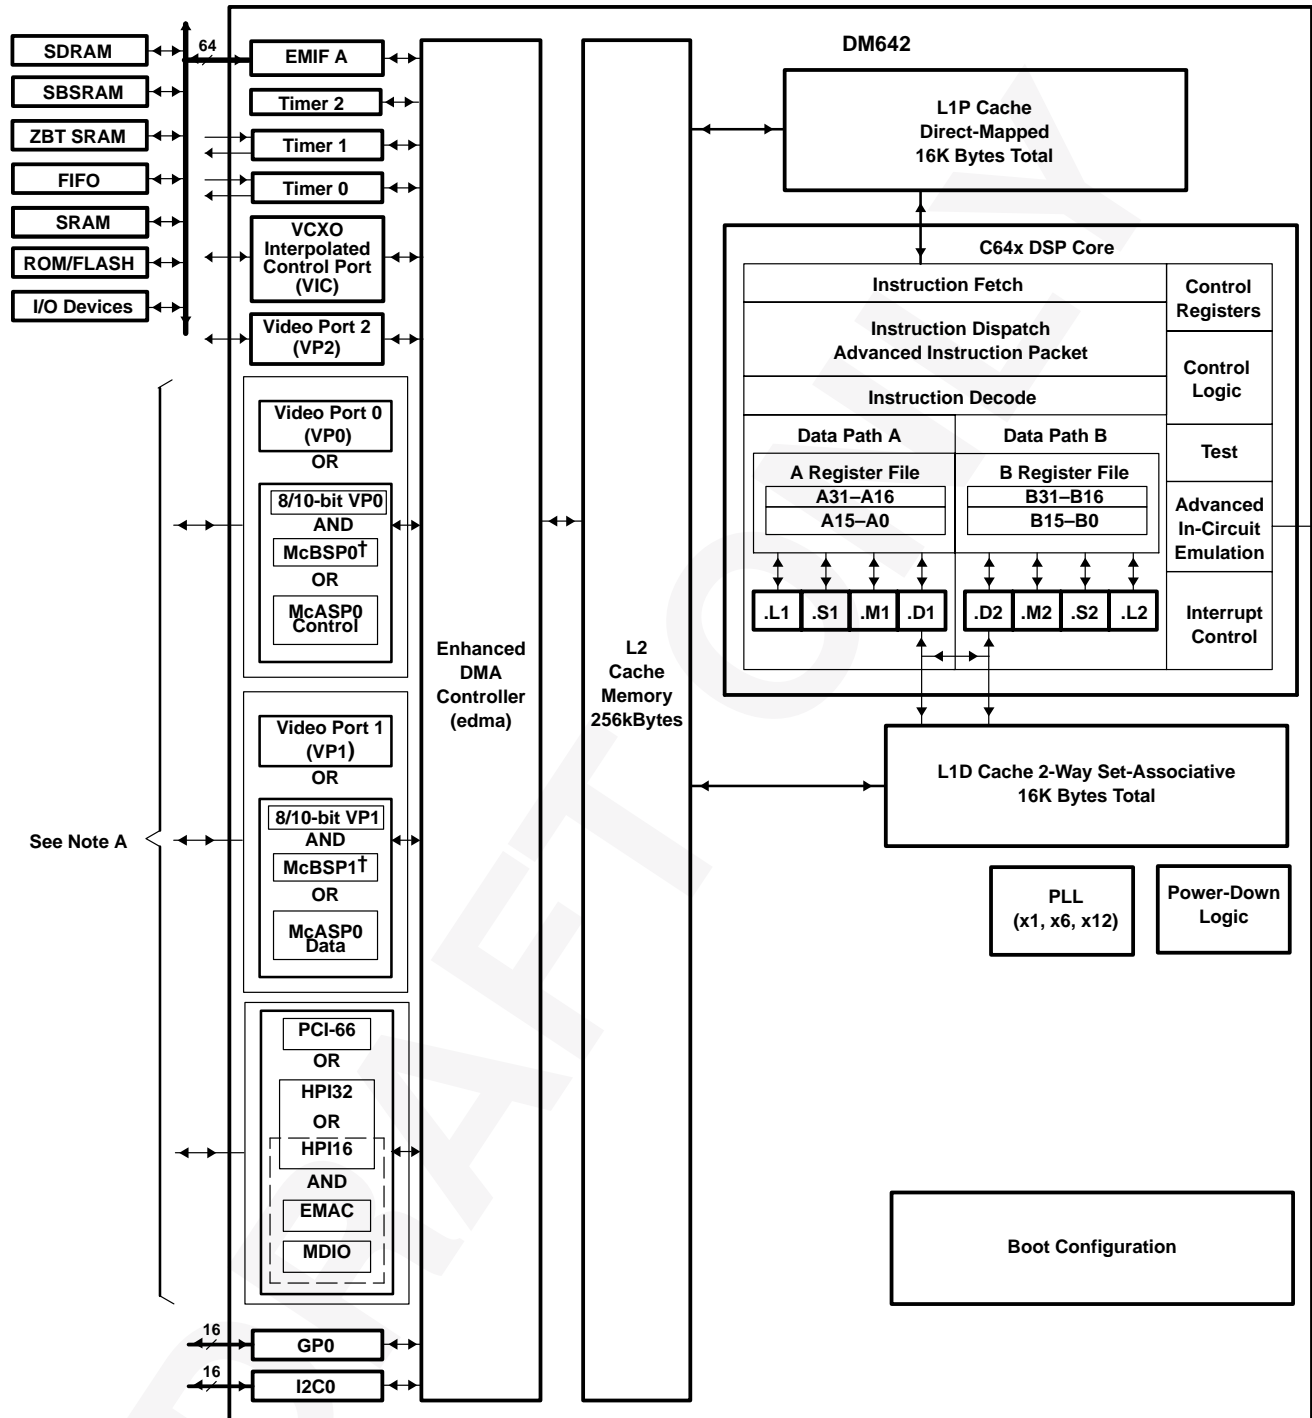 DM642
SDRAM
SBSRAM
ZBT SRAM
FIFO
SRAM
ROM/FLASH
I/O Devices
64
EMIF A
Timer 2
Timer 1
Timer 0
VCXO
Interpolated
Control Port
(VIC)
Video Port 2
(VP2)
See Note A
Video Port 0
(VP0)
OR
8/10-bit VP0
AND
McBSP0†
OR
McASP0
Control
Video Port 1
(VP1)
OR
8/10-bit VP1
AND
McBSP1†
OR
McASP0
Data
PCI-66
OR
HPI32
OR
HPI16
AND
EMAC
MDIO
16
GP0
16
I2C0
Enhanced
DMA
Controller
(edma)
L2
Cache
Memory
256kBytes
L1P Cache
Direct-Mapped
16K Bytes Total
C64x DSP Core
Instruction Fetch
Instruction Dispatch
Advanced Instruction Packet
Instruction Decode
Data Path A
Data Path B
A Register File
A31–A16
A15–A0
B Register File
B31–B16
B15–B0
.L1
.S1
.M1
.D1
.D2
.M2
.S2
.L2
Control
Registers
Control
Logic
Test
Advanced
In-Circuit
Emulation
Interrupt
Control
L1D Cache 2-Way Set-Associative
16K Bytes Total
PLL
(x1, x6, x12)
Power-Down
Logic
Boot Configuration
DRAFT ONLY